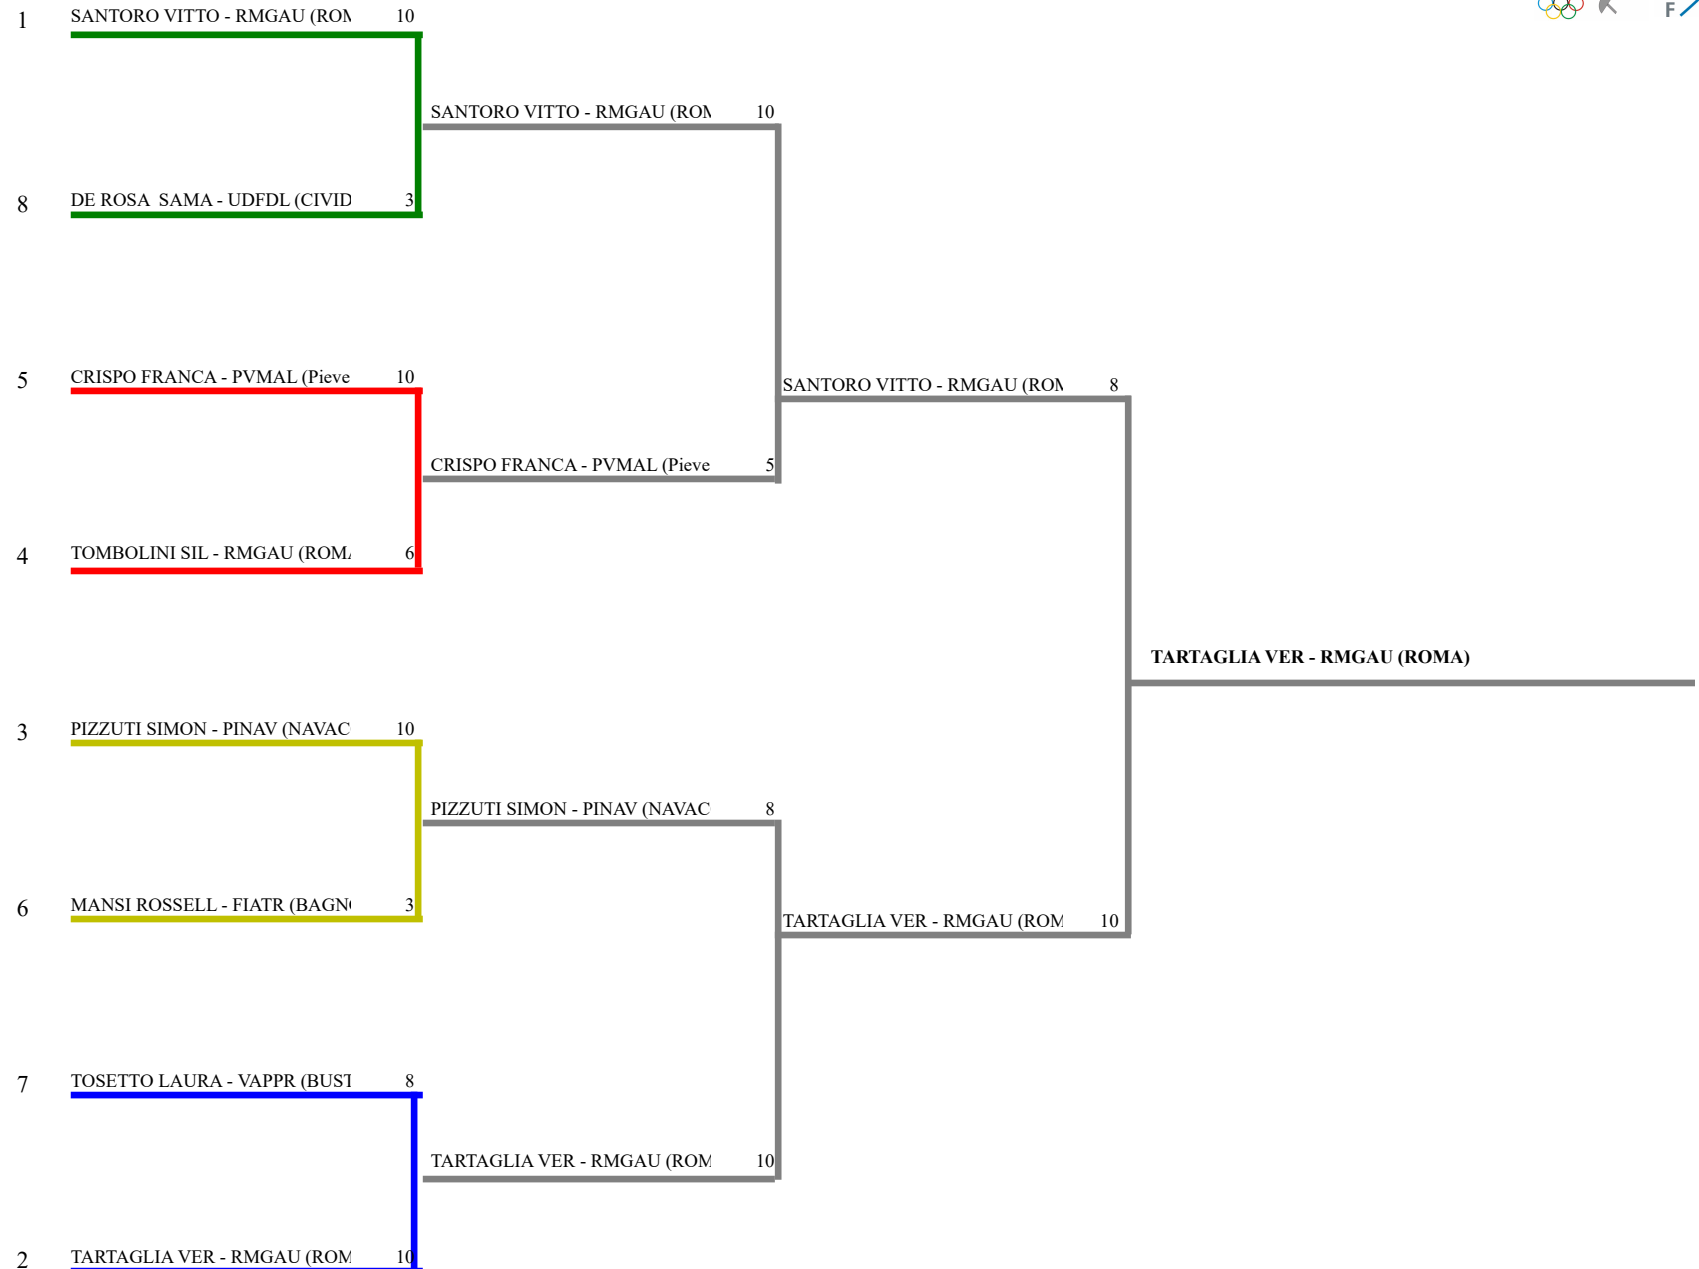 1 SANTORO VITTO - RMGAU (ROM 10
SANTORO VITTO - RMGAU (ROM 10
8 DE ROSA  SAMA - UDFDL (CIVID 3
5 CRISPO FRANCA - PVMAL (Pieve 10
SANTORO VITTO - RMGAU (ROM 8
CRISPO FRANCA - PVMAL (Pieve 5
4 TOMBOLINI SIL - RMGAU (ROMA 6
TARTAGLIA VER - RMGAU (ROMA)
3 PIZZUTI SIMON - PINAV (NAVAC 10
PIZZUTI SIMON - PINAV (NAVAC 8
6 MANSI ROSSELL - FIATR (BAGNO 3
TARTAGLIA VER - RMGAU (ROM 10
7 TOSETTO LAURA - VAPPR (BUST 8
TARTAGLIA VER - RMGAU (ROM 10
2 TARTAGLIA VER - RMGAU (ROM 10
F